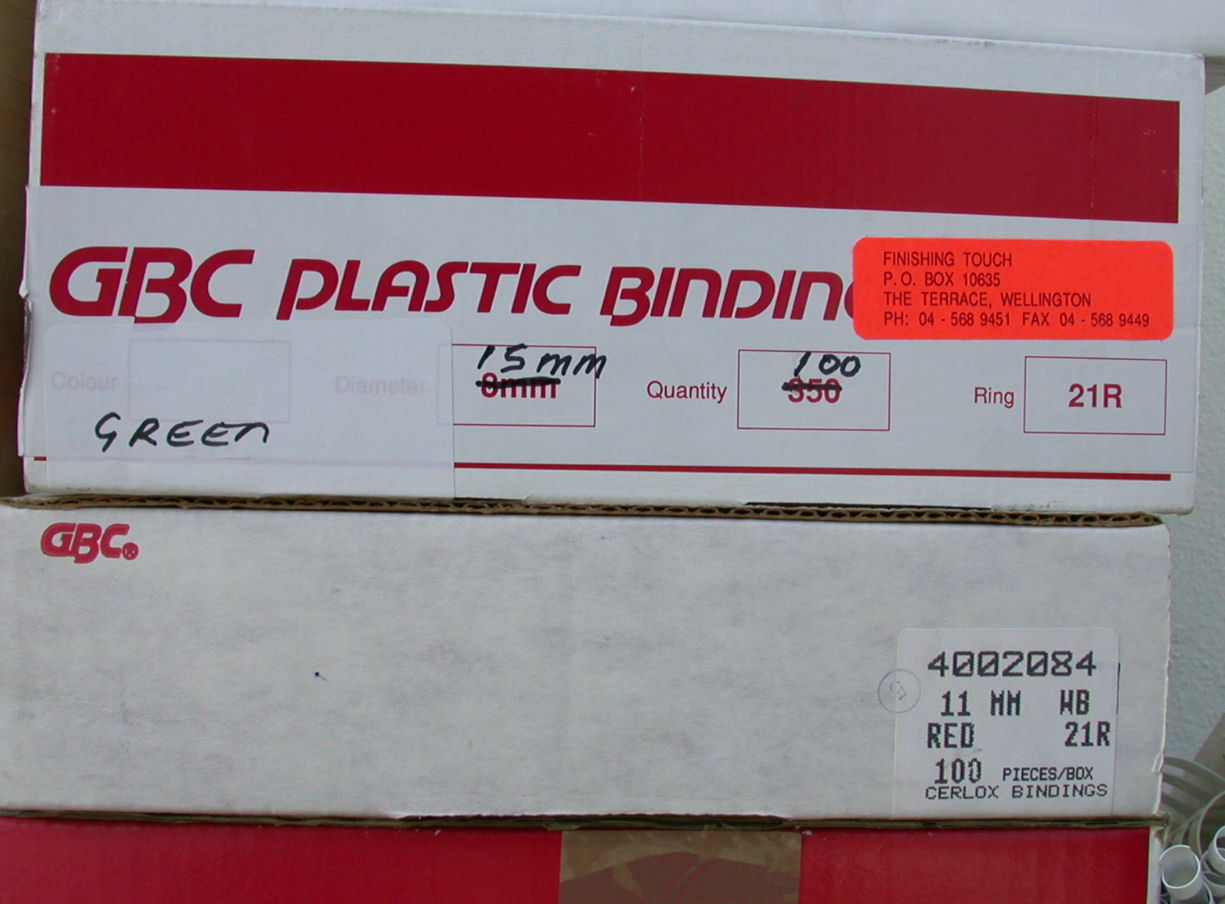 GBC PLASTIC BINDIN
FINISHING TOUCH
P. O. BOX 10635
THE TERRACE, WELLINGTON
PH: 04 - 568 9451 FAX 04 - 568 9449
Colour
GREEN
Diameter
15mm
8mm
Quantity
100
350
Ring
21R
GBC®
4002084
11 MM WB
RED 21R
100 PIECES/BOX
CERLOX BINDINGS